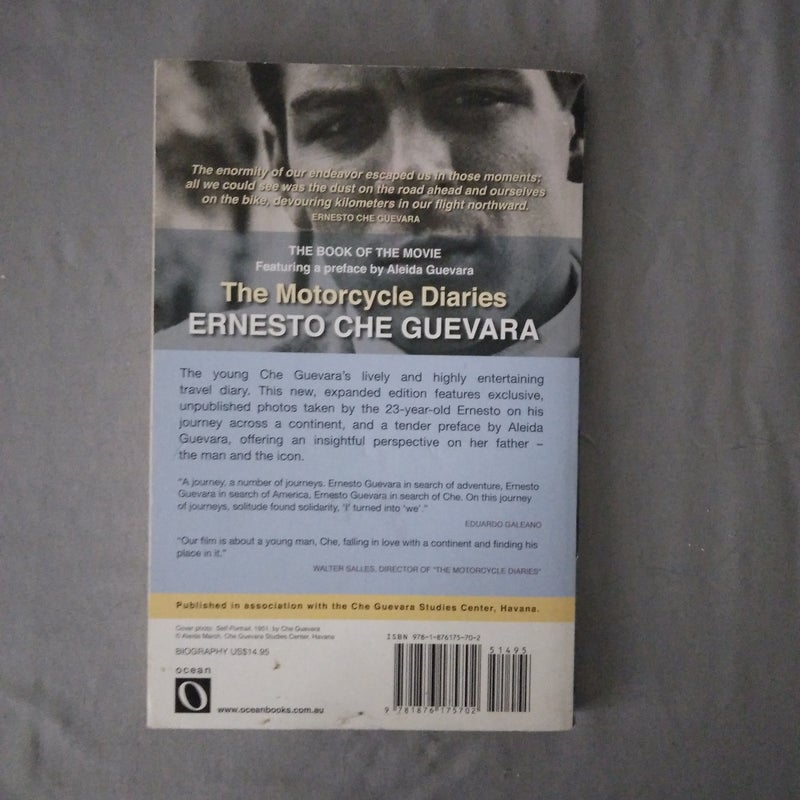 The enormity of our endeavor escaped us in those moments;
all we could see was the dust on the road ahead and ourselves
on the bike, devouring kilometers in our flight northward.
ERNESTO CHE GUEVARA
THE BOOK OF THE MOVIE
Featuring a preface by Aleida Guevara
The Motorcycle Diaries
ERNESTO CHE GUEVARA
The young Che Guevara's lively and highly entertaining
travel diary. This new, expanded edition features exclusive,
unpublished photos taken by the 23-year-old Ernesto on his
journey across a continent, and a tender preface by Aleida
Guevara, offering an insightful perspective on her father –
the man and the icon.
"A journey, a number of journeys. Ernesto Guevara in search of adventure, Ernesto
Guevara in search of America, Ernesto Guevara in search of Che. On this journey
of journeys, solitude found solidarity, 'I' turned into 'we'."
EDUARDO GALEANO
"Our film is about a young man, Che, falling in love with a continent and finding his
place in it."
WALTER SALLES, DIRECTOR OF "THE MOTORCYCLE DIARIES"
Published in association with the Che Guevara Studies Center, Havana.
Cover photo: Self-Portrait, 1951, by Che Guevara
© Aleida March, Che Guevara Studies Center, Havana
BIOGRAPHY US$14.95
ocean
www.oceanbooks.com.au
ISBN 978-1-876175-70-2
51495
9 781876 175702